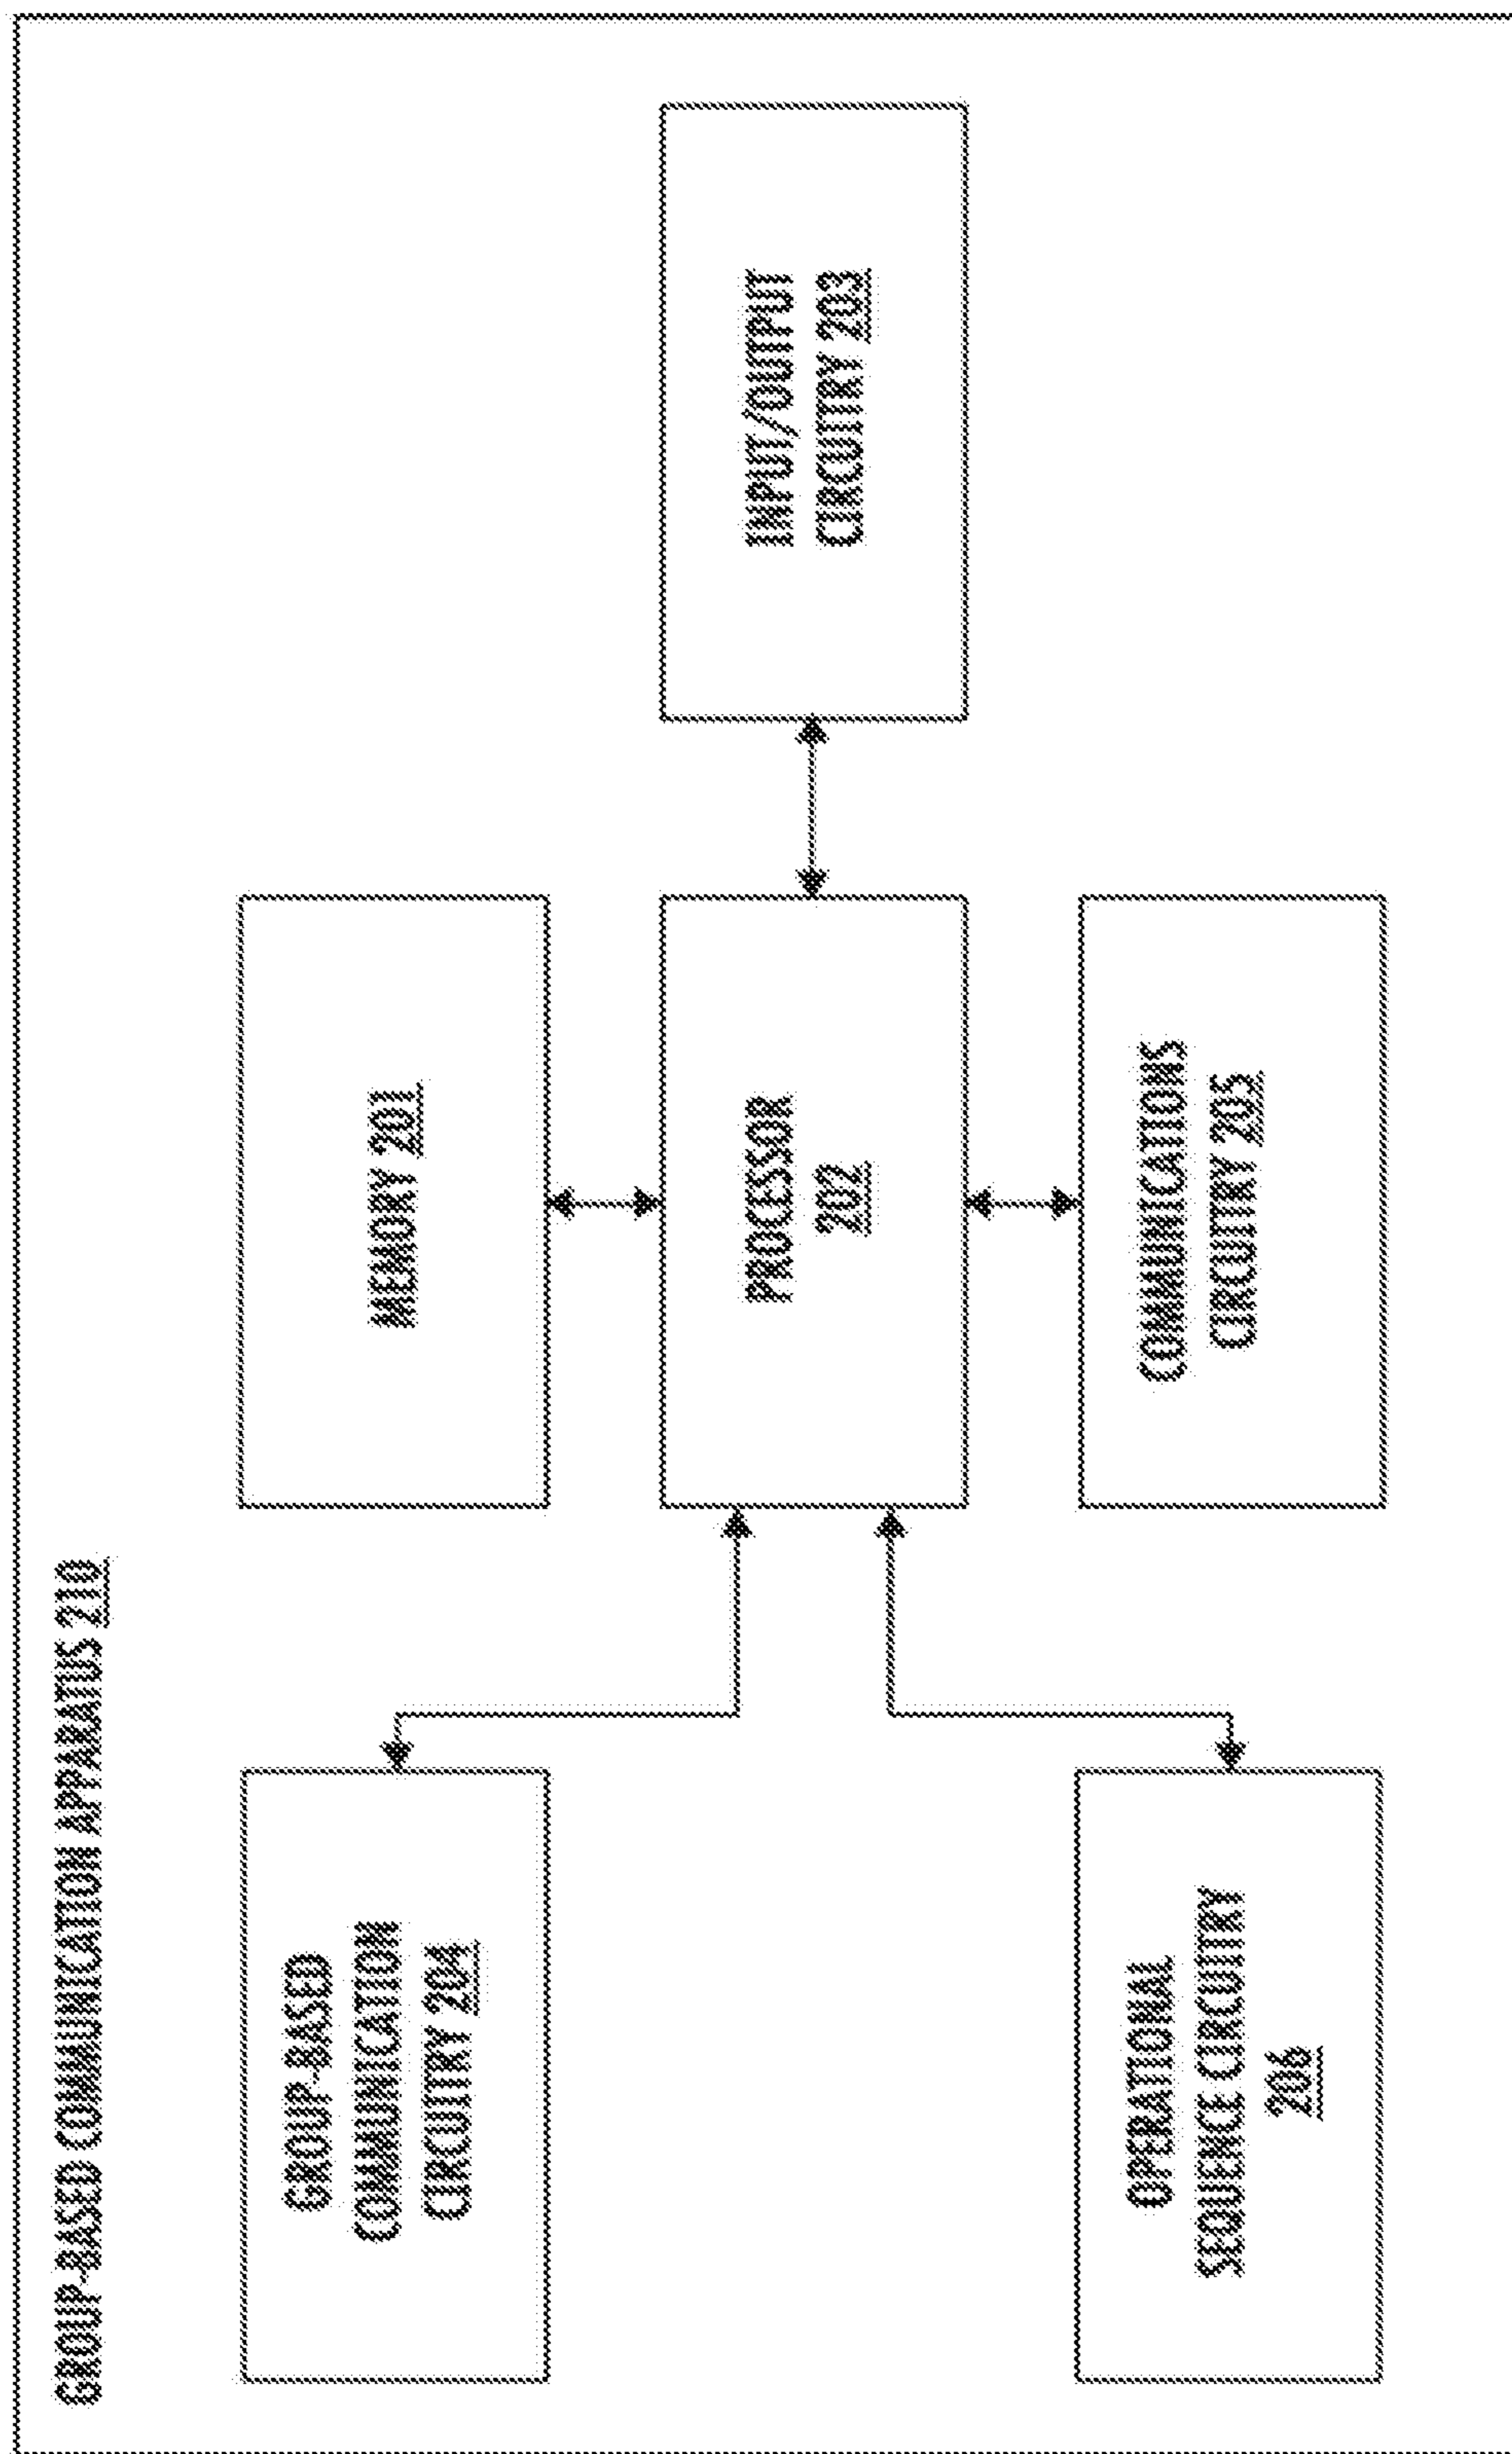 GROUP-BASED COMMUNICATION APPARATUS 210
GROUP-BASED
COMMUNICATION
CIRCUITRY 204
MEMORY 201
PROCESSOR
202
INPUT/OUTPUT
CIRCUITRY 203
OPERATIONAL
SEQUENCE CIRCUITRY
206
COMMUNICATIONS
CIRCUITRY 205